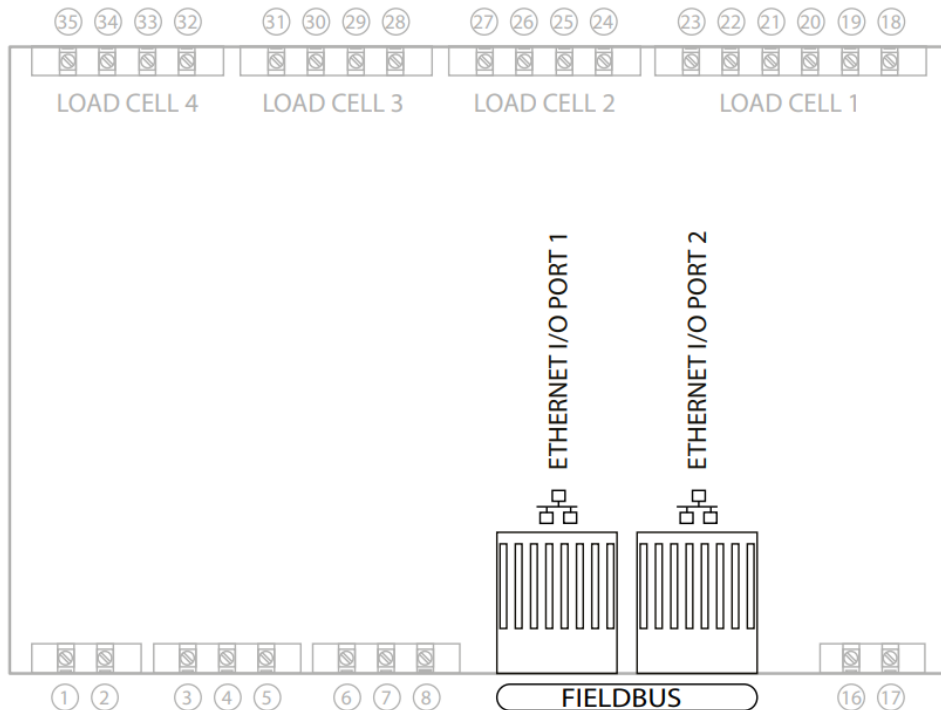 35 34 33 32 31 30 29 28 27 26 25 24 23 22 21 20 19 18
LOAD CELL 4 LOAD CELL 3 LOAD CELL 2 LOAD CELL 1
ETHERNET I/O PORT 1
ETHERNET I/O PORT 2
1 2 3 4 5 6 7 8 FIELDBUS 16 17